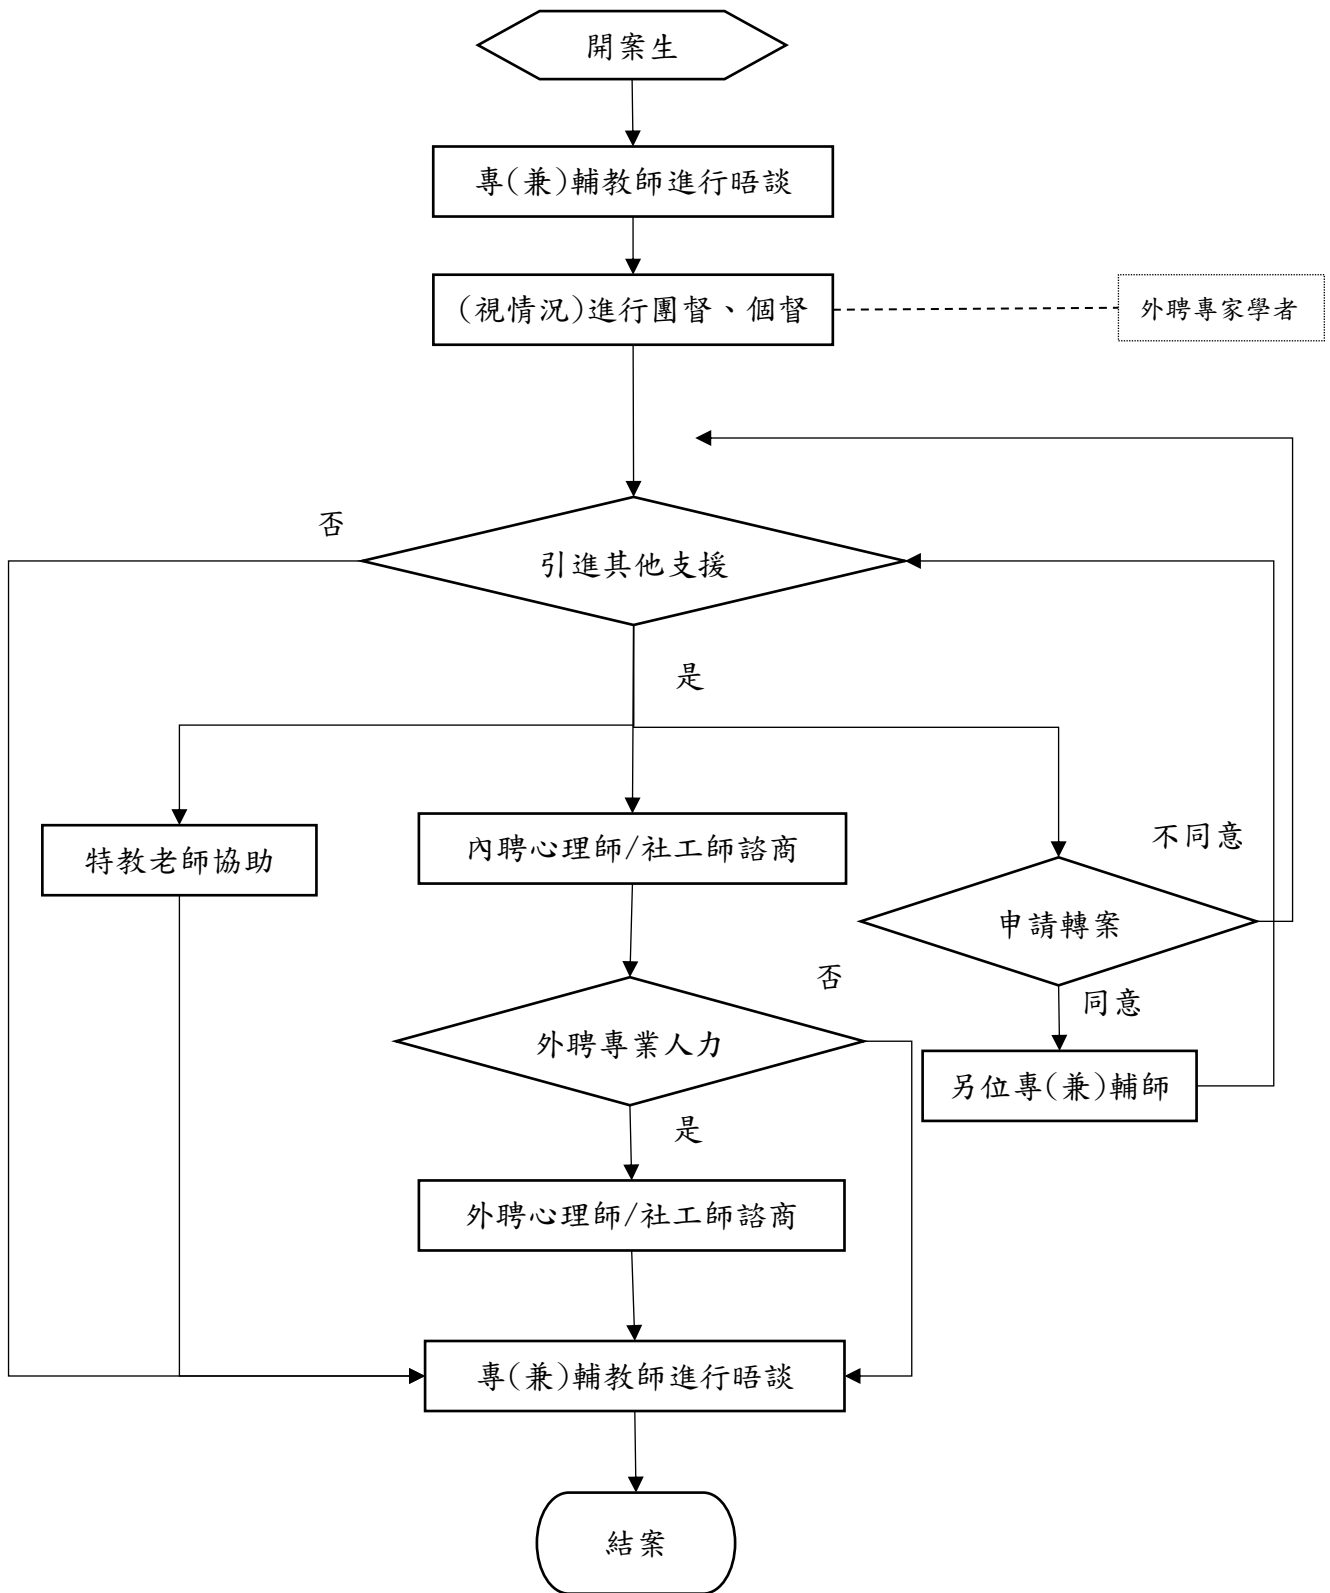 開案生
專(兼)輔教師進行晤談
(視情況)進行團督、個督
外聘專家學者
否
引進其他支援
是
特教老師協助
內聘心理師/社工師諮商
不同意
申請轉案
否
同意
外聘專業人力
另位專(兼)輔師
是
外聘心理師/社工師諮商
專(兼)輔教師進行晤談
結案